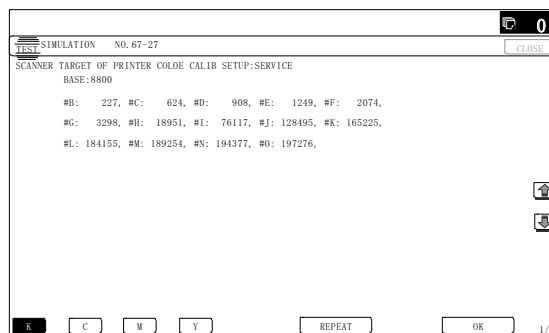 0
TEST SIMULATION NO.67-27
CLOSE
SCANNER TARGET OF PRINTER COLOE CALIB SETUP:SERVICE
BASE:8800
#B: 227, #C: 624, #D: 908, #E: 1249, #F: 2074,
#G: 3298, #H: 18951, #I: 76117, #J: 128495, #K: 165225,
#L: 184155, #M: 189254, #N: 194377, #O: 197276,
K C M Y REPEAT OK 1/